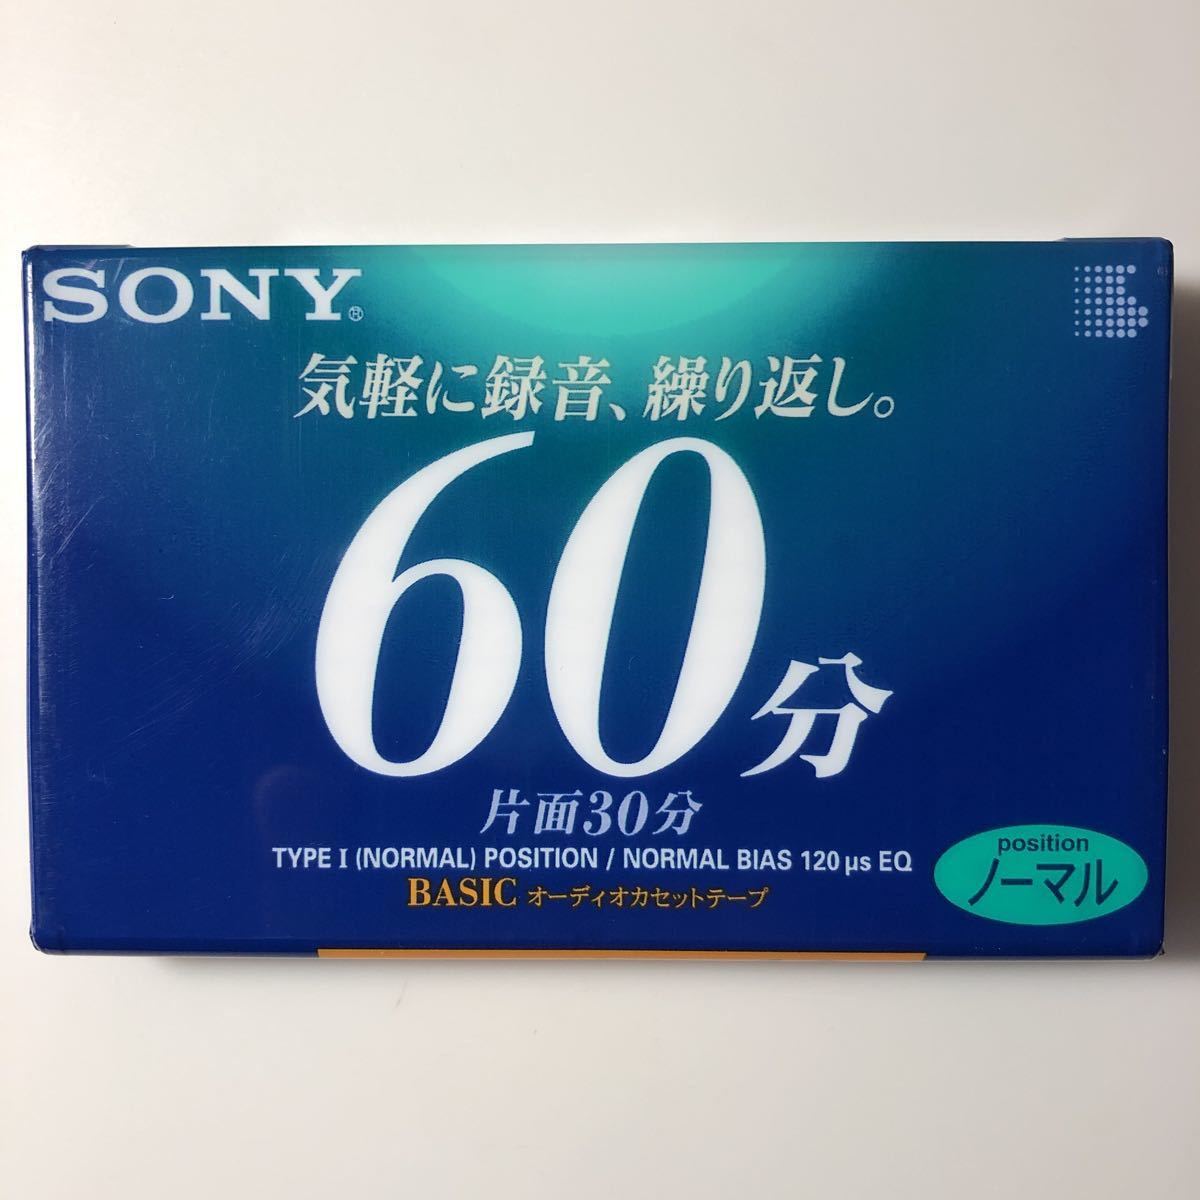 SONY®
気軽に録音、繰り返し。
60分
片面30分
TYPE I (NORMAL) POSITION / NORMAL BIAS 120 µs EQ
BASIC オーディオカセットテープ
position
ノーマル